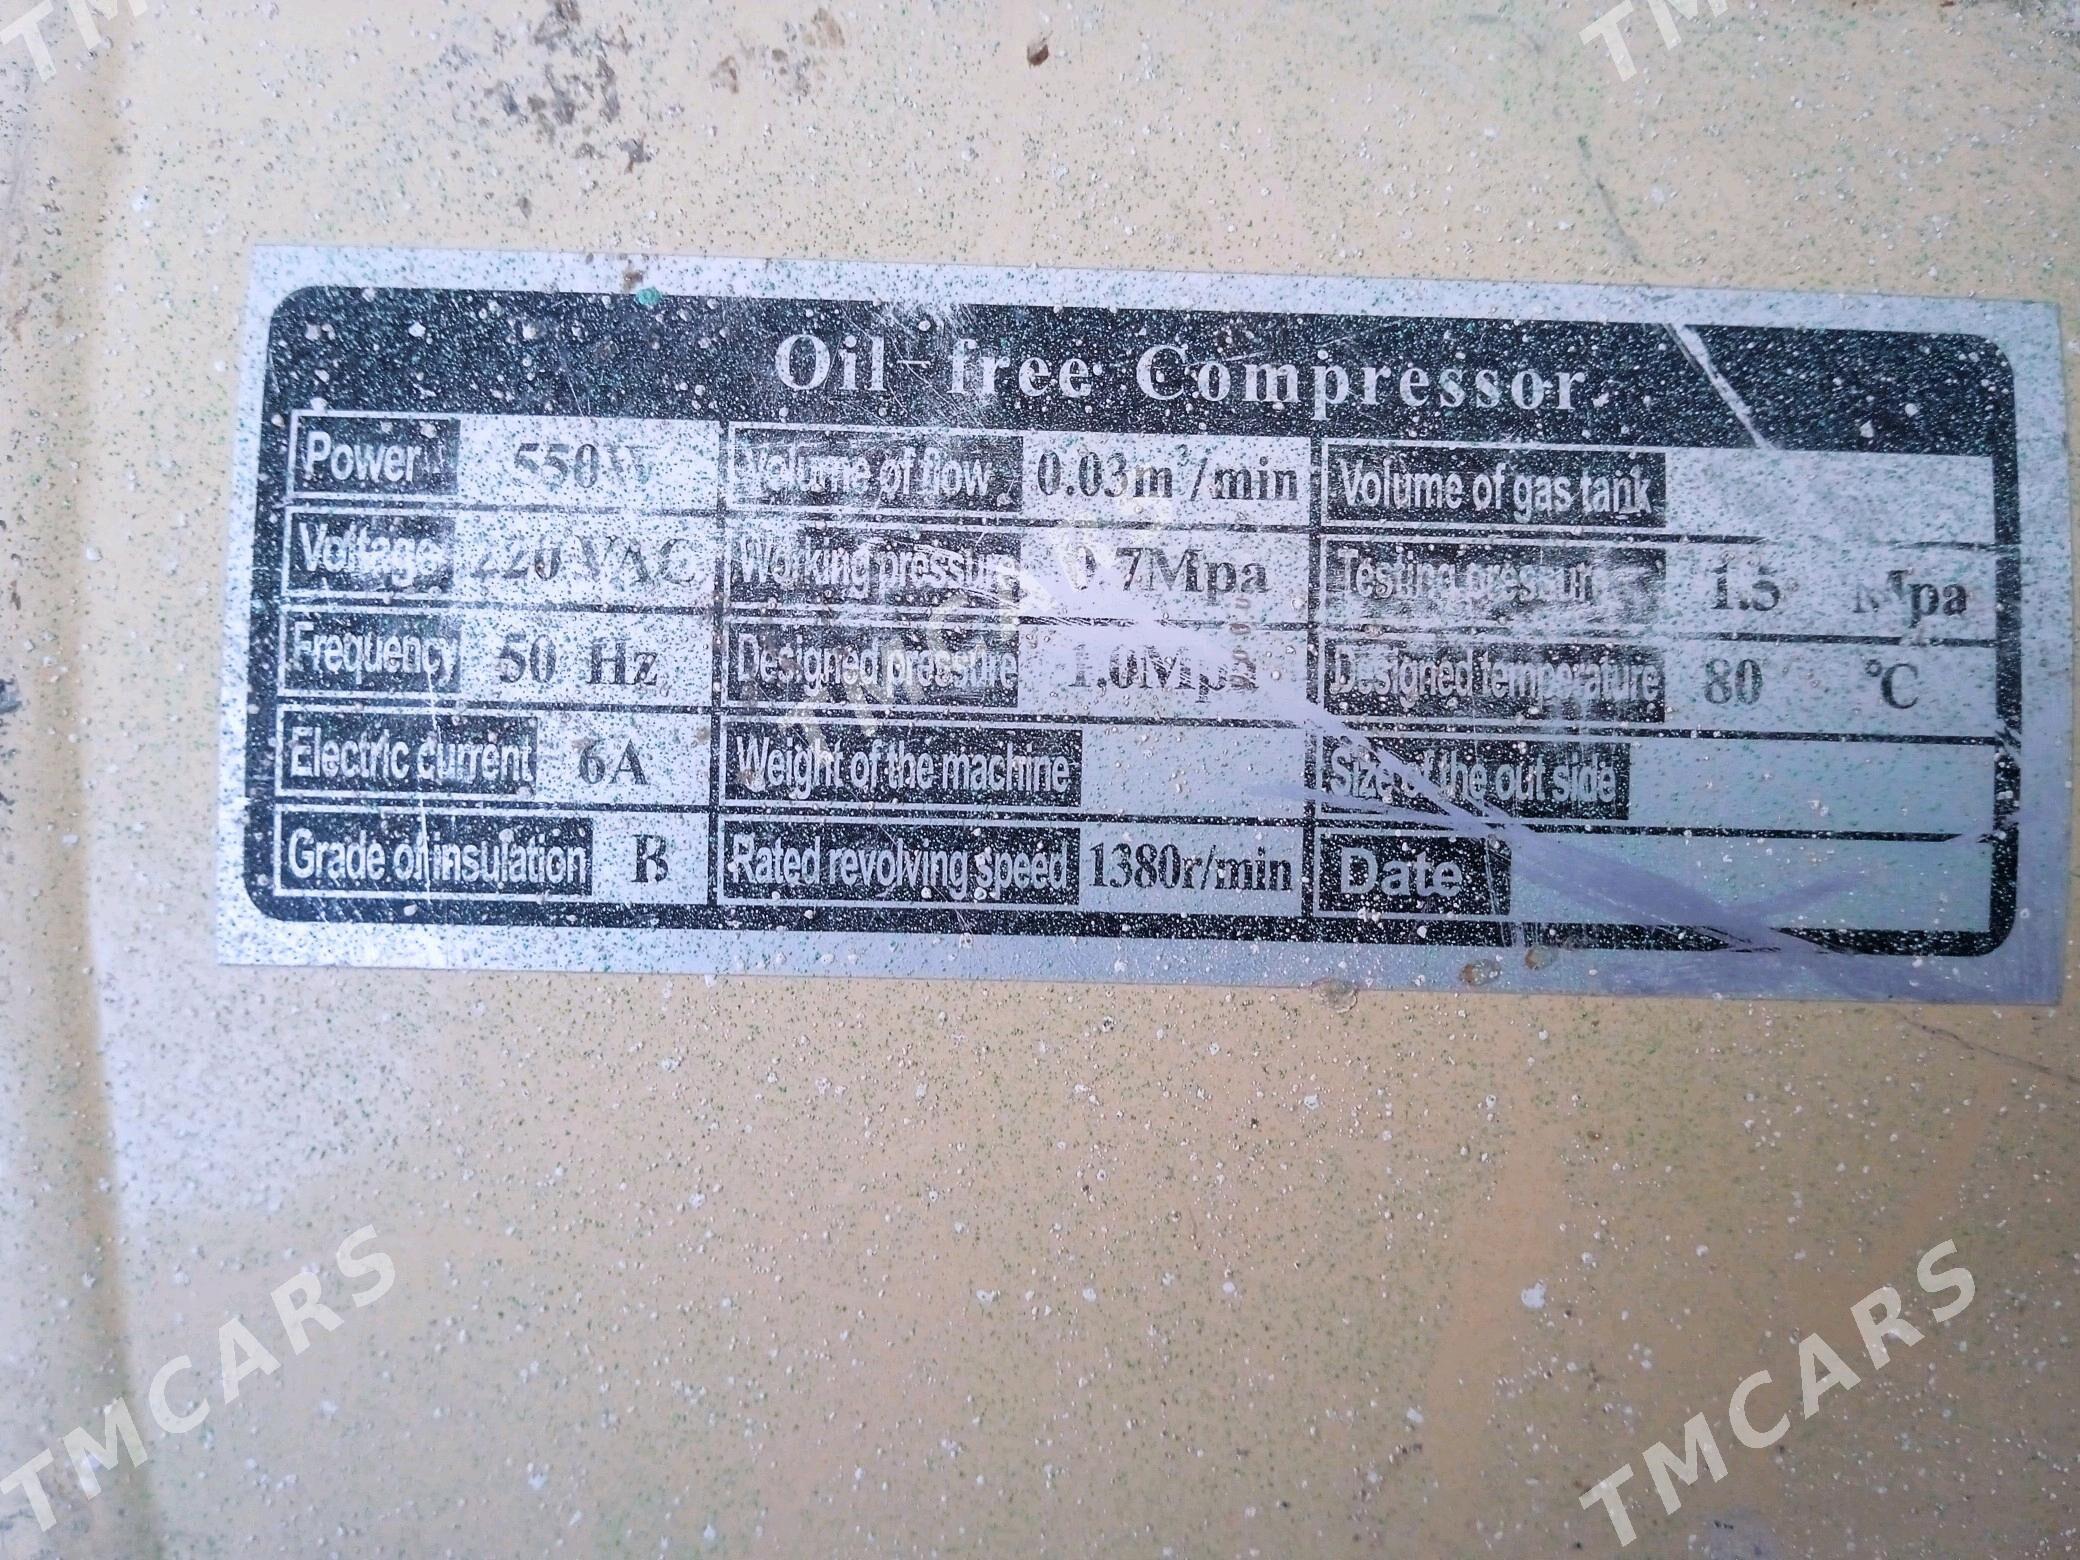 Oil-free Compressor
Power 550W Volume of flow 0.03m³/min Volume of gas tank
Voltage 220 VAC Working pressure 0.7Mpa Testing pressure 1.5 Mpa
Frequency 50 Hz Designed pressure 1.0Mpa Designed temperature 80 ℃
Electric current 6A Weight of the machine Size of the out side
Grade of insulation B Rated revolving speed 1380r/min Date
TMCARS
TMCARS
TMCARS